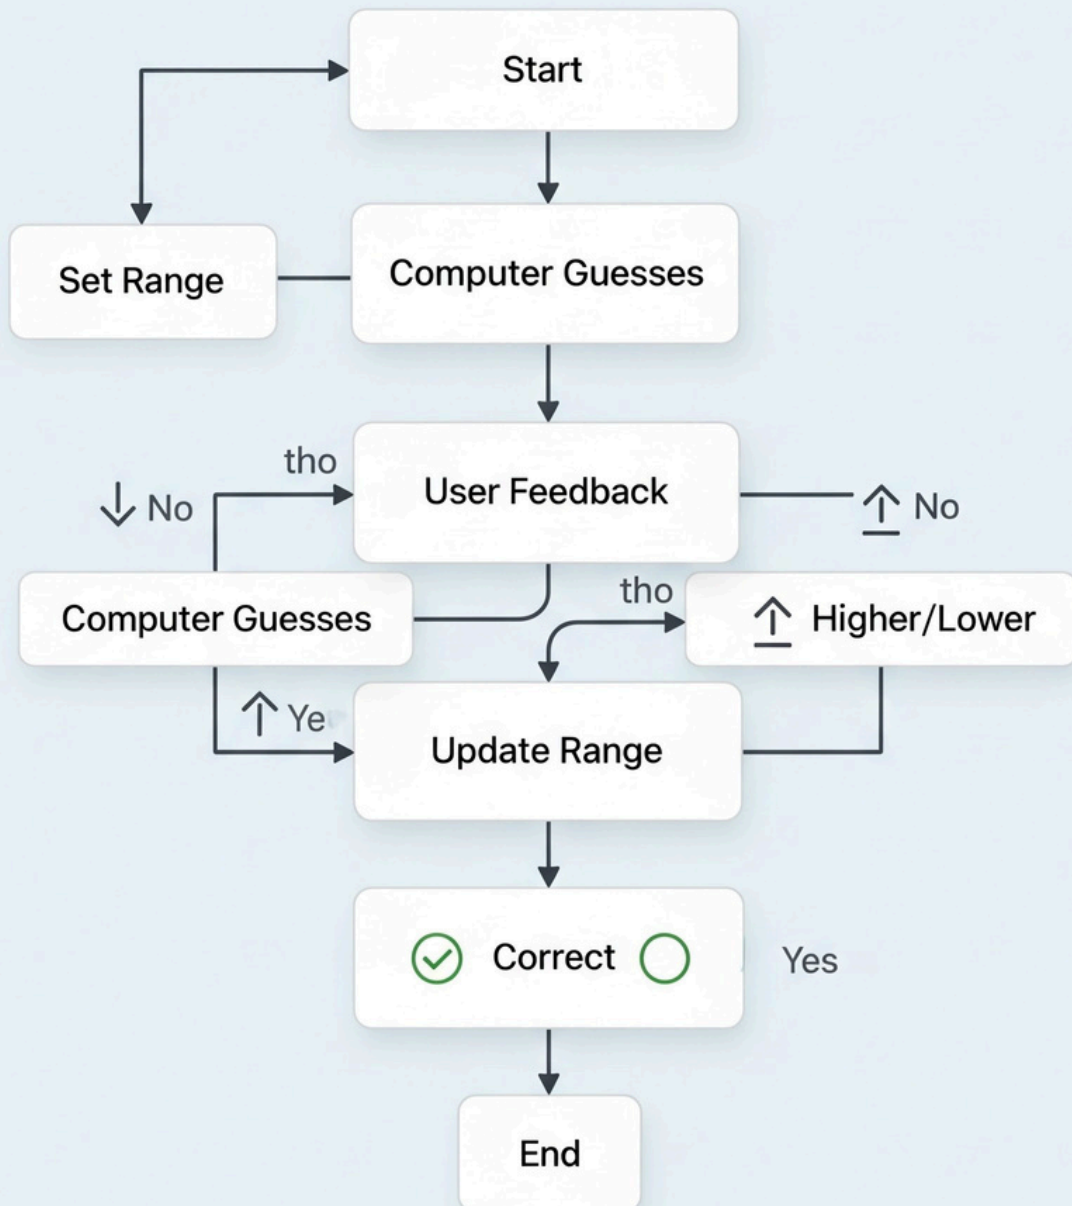 Start
Set Range
Computer Guesses
tho
User Feedback
No
No
Computer Guesses
tho
Higher/Lower
Ye
Update Range
Correct
Yes
End